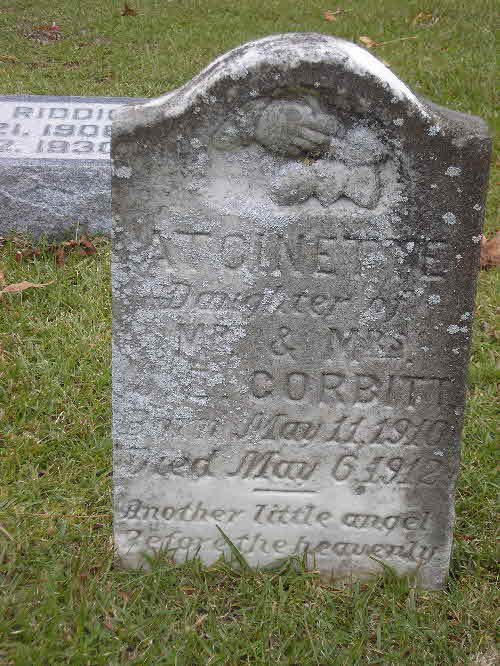 RIDDIC
21. 1908
1930
ATOINETTE
Daughter of
MR. & MRS.
E. CORBITT
Born May 11, 1910
Died May 6, 1912
Another little angel
Before the heavenly